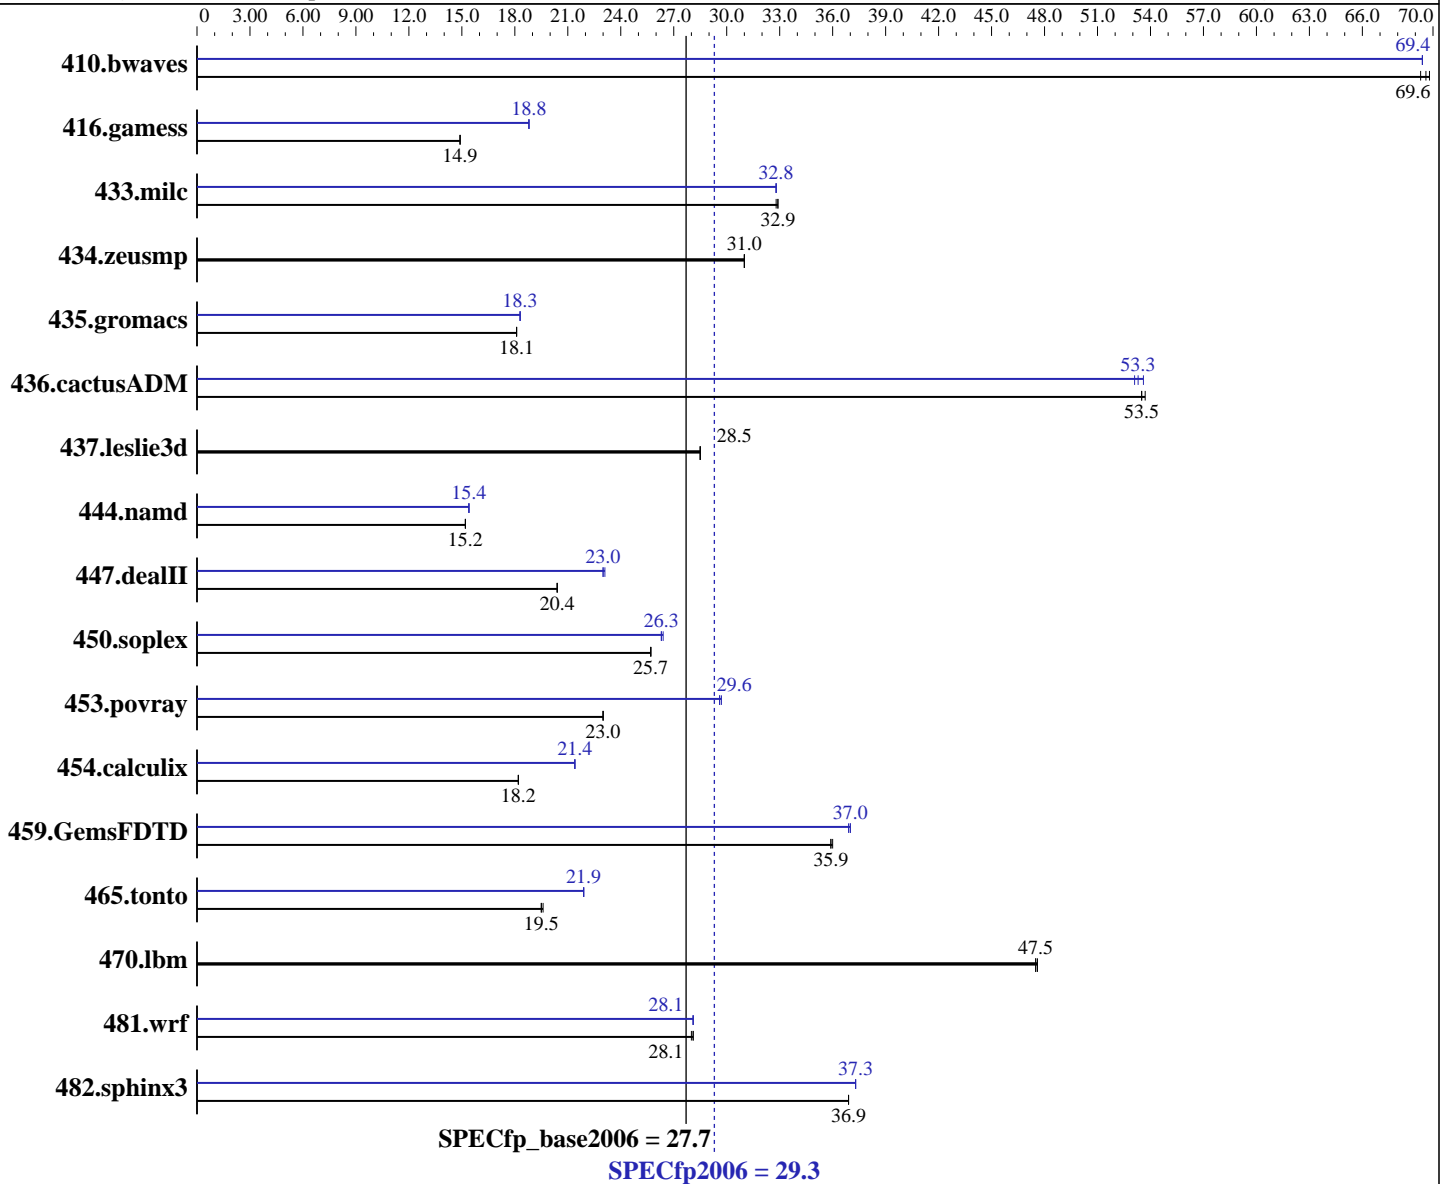 0 3.00 6.00 9.00 12.0 15.0 18.0 21.0 24.0 27.0 30.0 33.0 36.0 39.0 42.0 45.0 48.0 51.0 54.0 57.0 60.0 63.0 66.0 70.0
69.4
410.bwaves
69.6
18.8
416.gamess
14.9
32.8
433.milc
32.9
31.0
434.zeusmp
18.3
435.gromacs
18.1
53.3
436.cactusADM
53.5
28.5
437.leslie3d
15.4
444.namd
15.2
23.0
447.dealII
20.4
26.3
450.soplex
25.7
29.6
453.povray
23.0
21.4
454.calculix
18.2
37.0
459.GemsFDTD
35.9
21.9
465.tonto
19.5
47.5
470.lbm
28.1
481.wrf
28.1
37.3
482.sphinx3
36.9
SPECfp_base2006 = 27.7
SPECfp2006 = 29.3